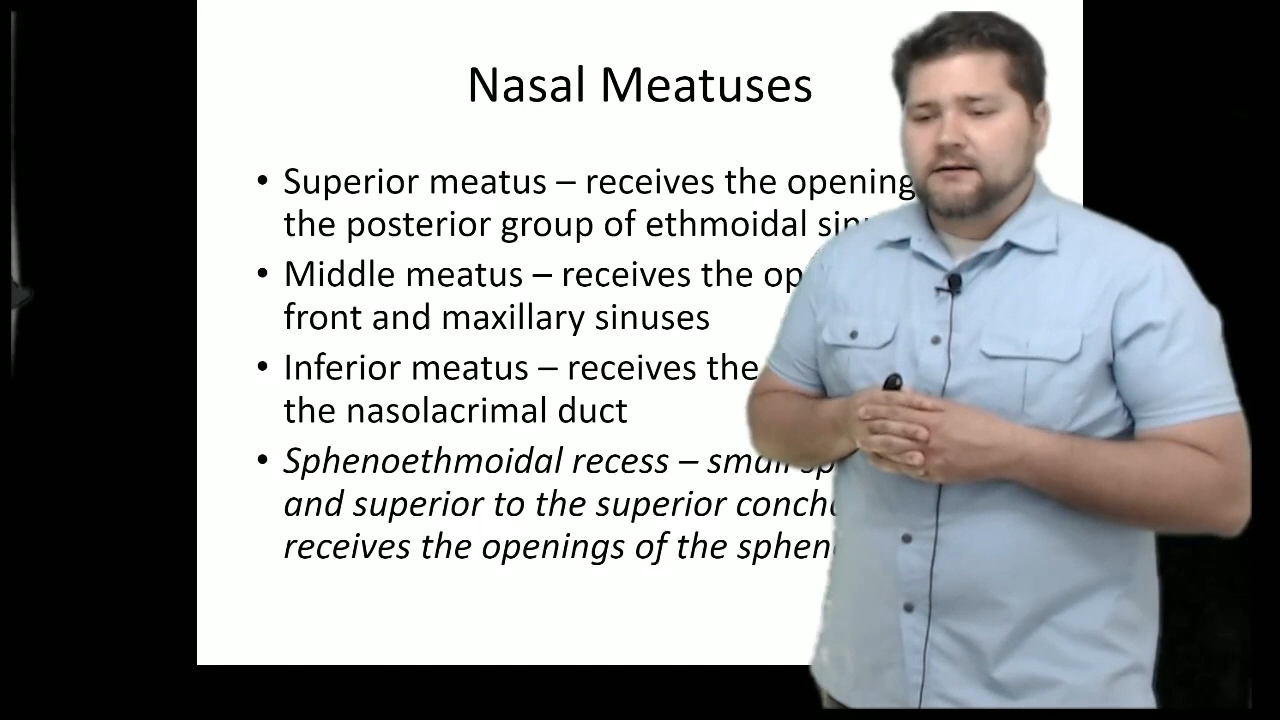 Nasal Meatuses
• Superior meatus – receives the opening
the posterior group of ethmoidal
• Middle meatus – receives the
front and maxillary sinuses
• Inferior meatus – receives the
the nasolacrimal duct
• Sphenoethmoidal recess – small
and superior to the superior
receives the openings of the